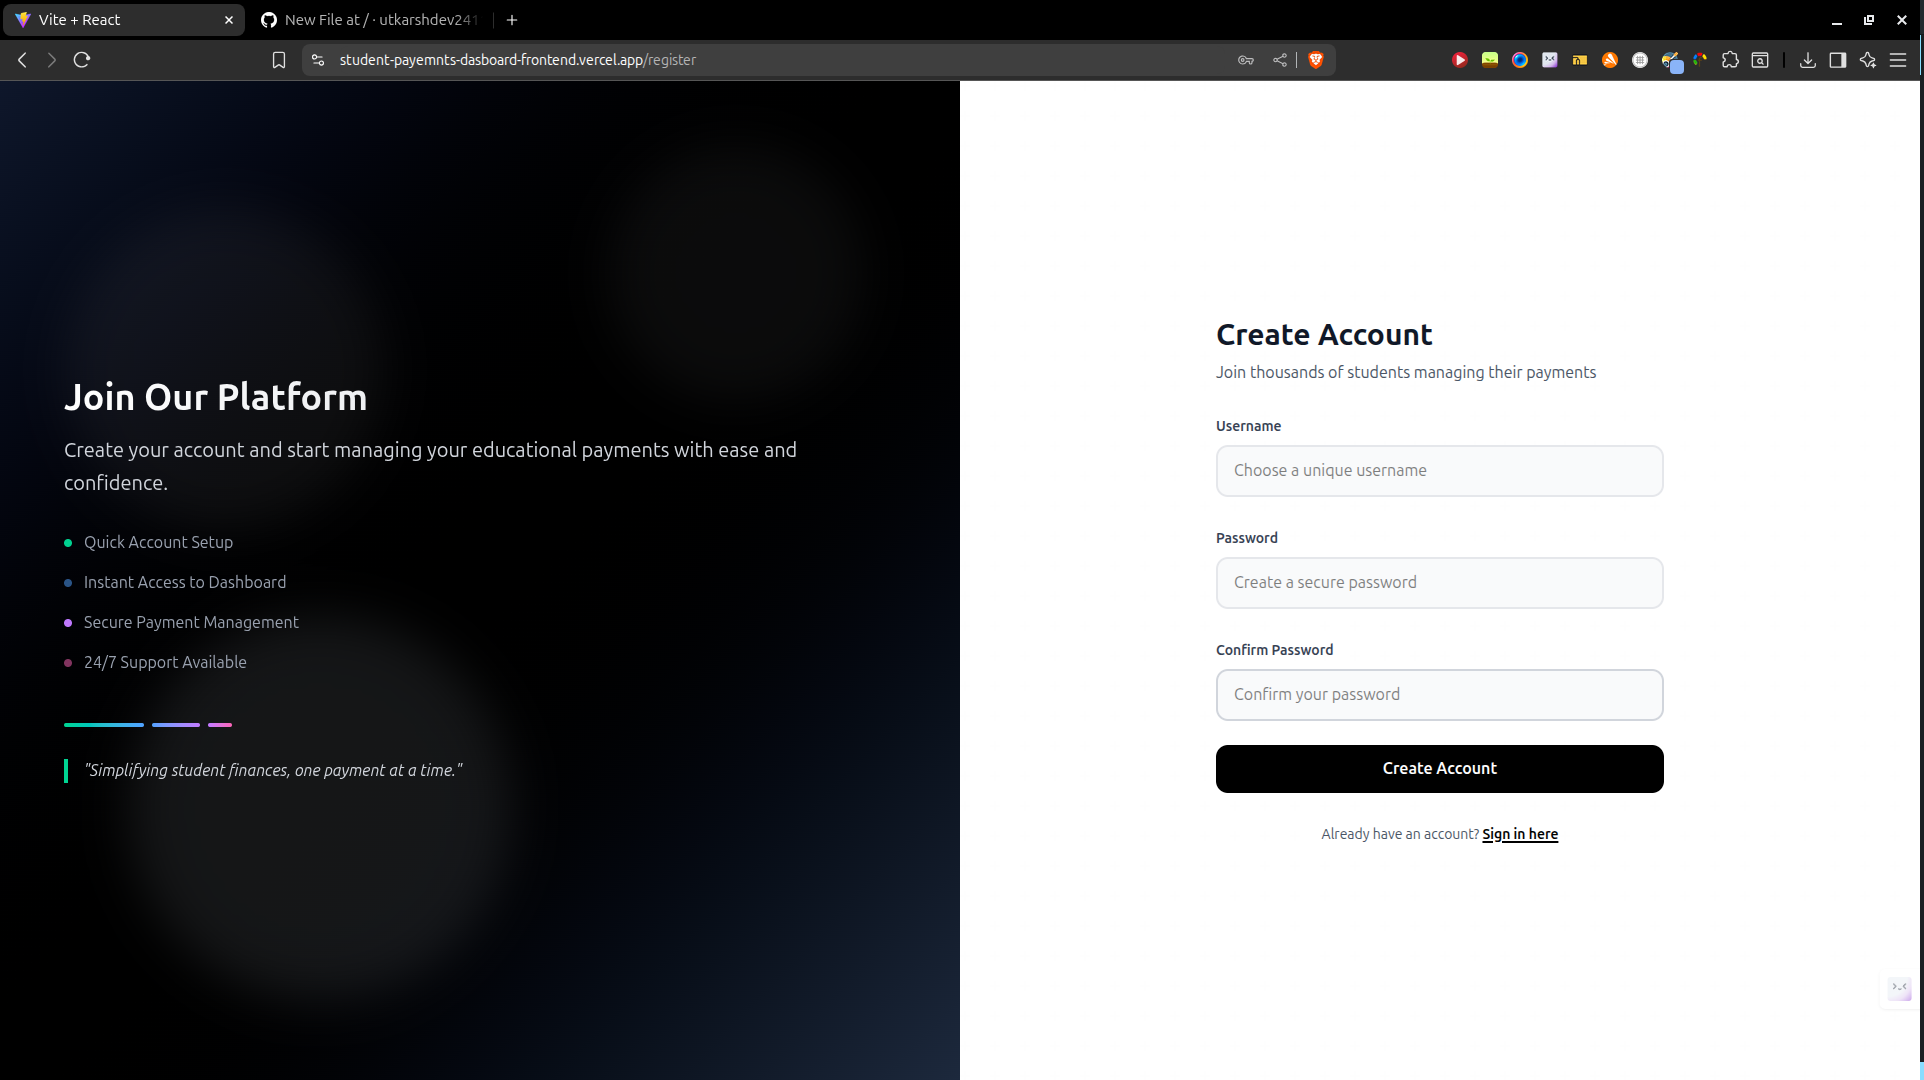 Vite + React
New File at / · utkarshdev241
student-payemnts-dasboard-frontend.vercel.app/register
Join Our Platform
Create your account and start managing your educational payments with ease and
confidence.
Quick Account Setup
Instant Access to Dashboard
Secure Payment Management
24/7 Support Available
"Simplifying student finances, one payment at a time."
Create Account
Join thousands of students managing their payments
Username
Choose a unique username
Password
Create a secure password
Confirm Password
Confirm your password
Create Account
Already have an account? Sign in here